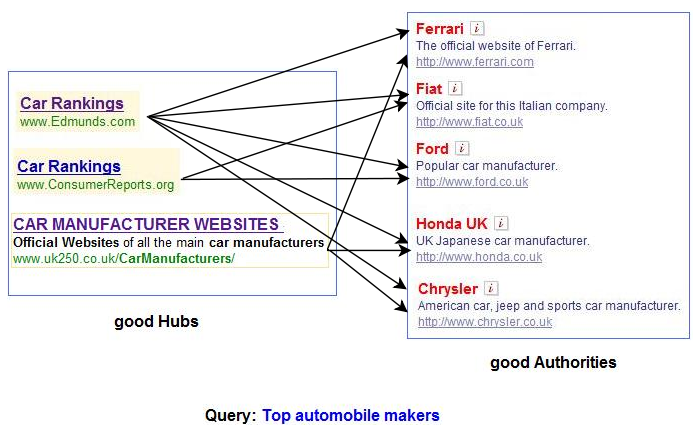 Car Rankings
www.Edmunds.com
Car Rankings
www.ConsumerReports.org
CAR MANUFACTURER WEBSITES
Official Websites of all the main car manufacturers
www.uk250.co.uk/CarManufacturers/
good Hubs
Ferrari i
The official website of Ferrari.
http://www.ferrari.com
Fiat i
Official site for this Italian company.
http://www.fiat.co.uk
Ford i
Popular car manufacturer.
http://www.ford.co.uk
Honda UK i
UK Japanese car manufacturer.
http://www.honda.co.uk
Chrysler i
American car, jeep and sports car manufacturer.
http://www.chrysler.co.uk
good Authorities
Query: Top automobile makers